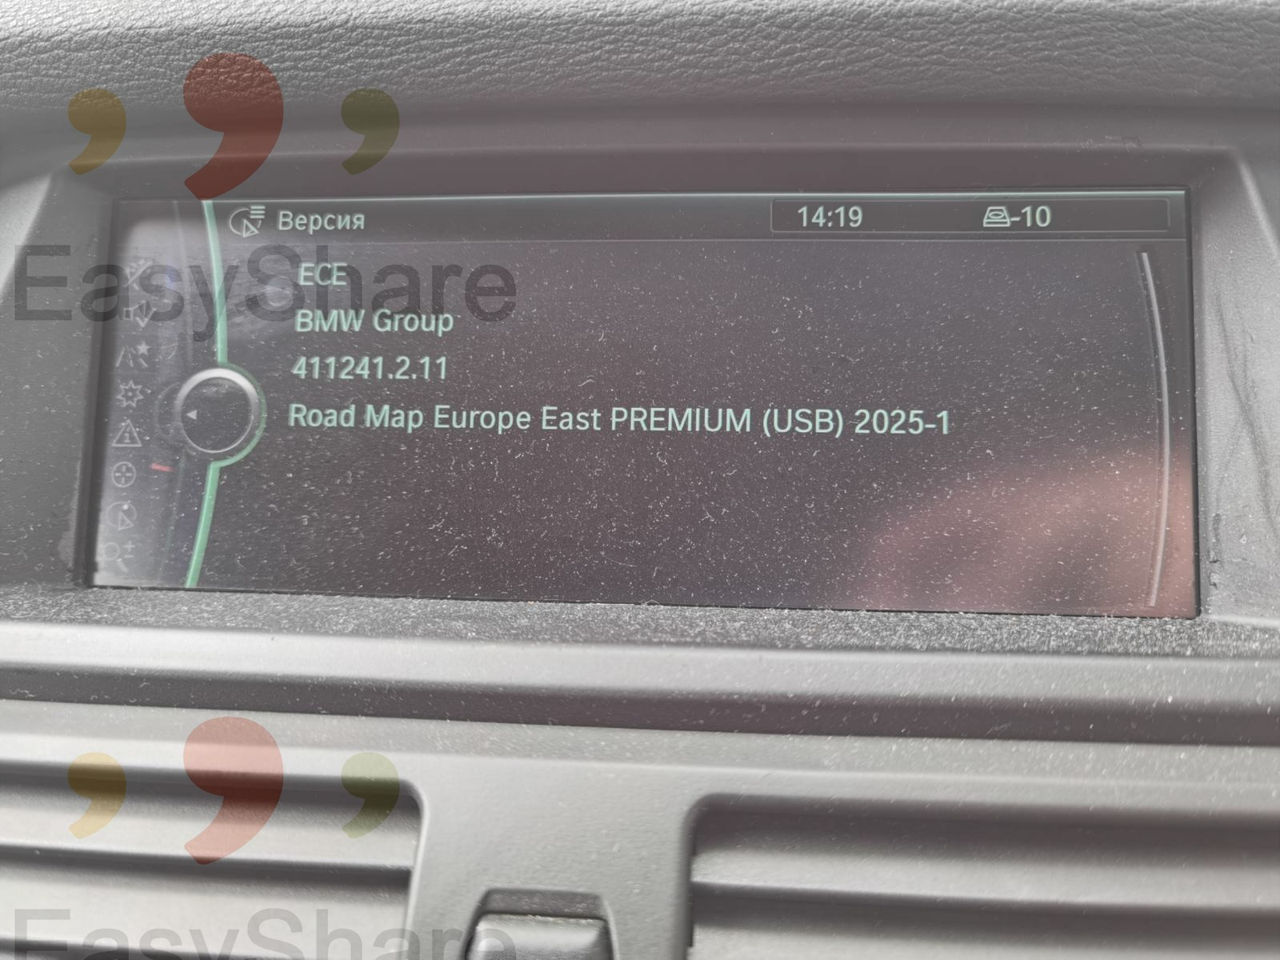 Версия
14:19
-10
ECE
BMW Group
411241.2.11
Road Map Europe East PREMIUM (USB) 2025-1
EasyShare
EasyShare